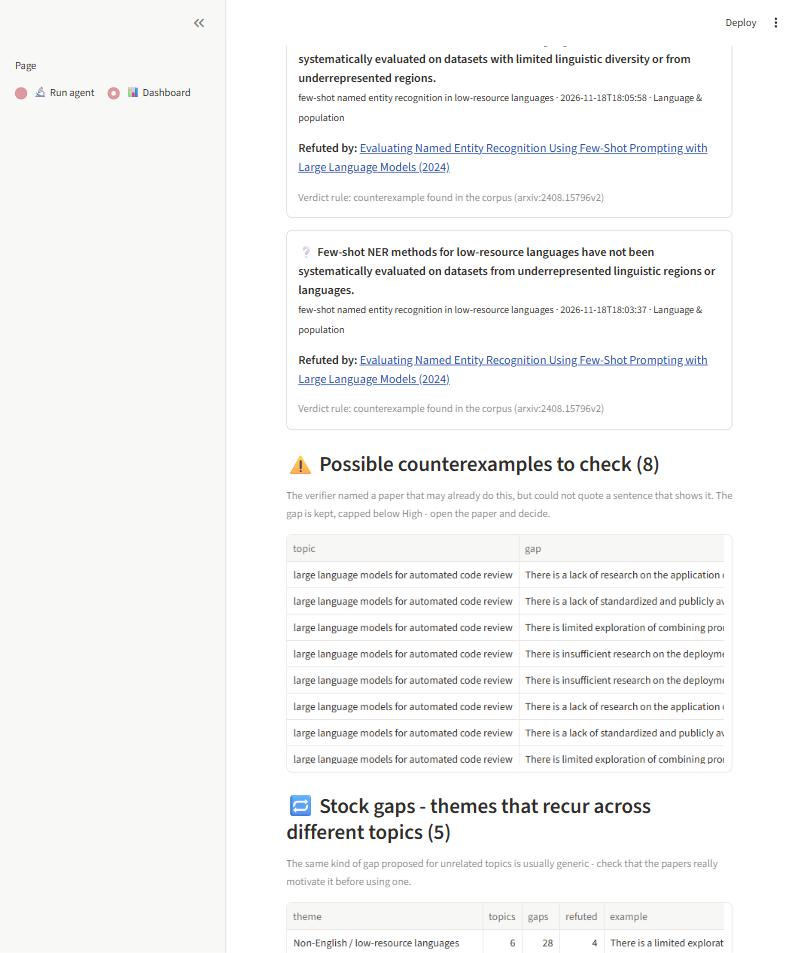 Deploy
Page
Run agent
Dashboard
systematically evaluated on datasets with limited linguistic diversity or from
underrepresented regions.
few-shot named entity recognition in low-resource languages · 2026-11-18T18:05:58 · Language &
population
Refuted by: Evaluating Named Entity Recognition Using Few-Shot Prompting with
Large Language Models (2024)
Verdict rule: counterexample found in the corpus (arxiv:2408.15796v2)
Few-shot NER methods for low-resource languages have not been
systematically evaluated on datasets from underrepresented linguistic regions or
languages.
few-shot named entity recognition in low-resource languages · 2026-11-18T18:03:37 · Language &
population
Refuted by: Evaluating Named Entity Recognition Using Few-Shot Prompting with
Large Language Models (2024)
Verdict rule: counterexample found in the corpus (arxiv:2408.15796v2)
Possible counterexamples to check (8)
The verifier named a paper that may already do this, but could not quote a sentence that shows it. The
gap is kept, capped below High - open the paper and decide.
topic gap
large language models for automated code review There is a lack of research on the application
large language models for automated code review There is a lack of standardized and publicly
large language models for automated code review There is limited exploration of combining
large language models for automated code review There is insufficient research on the
large language models for automated code review There is insufficient research on the
large language models for automated code review There is a lack of research on the application
large language models for automated code review There is a lack of standardized and publicly
large language models for automated code review There is limited exploration of combining
Stock gaps - themes that recur across
different topics (5)
The same kind of gap proposed for unrelated topics is usually generic - check that the papers really
motivate it before using one.
theme topics gaps refuted example
Non-English / low-resource languages 6 28 4 There is a limited